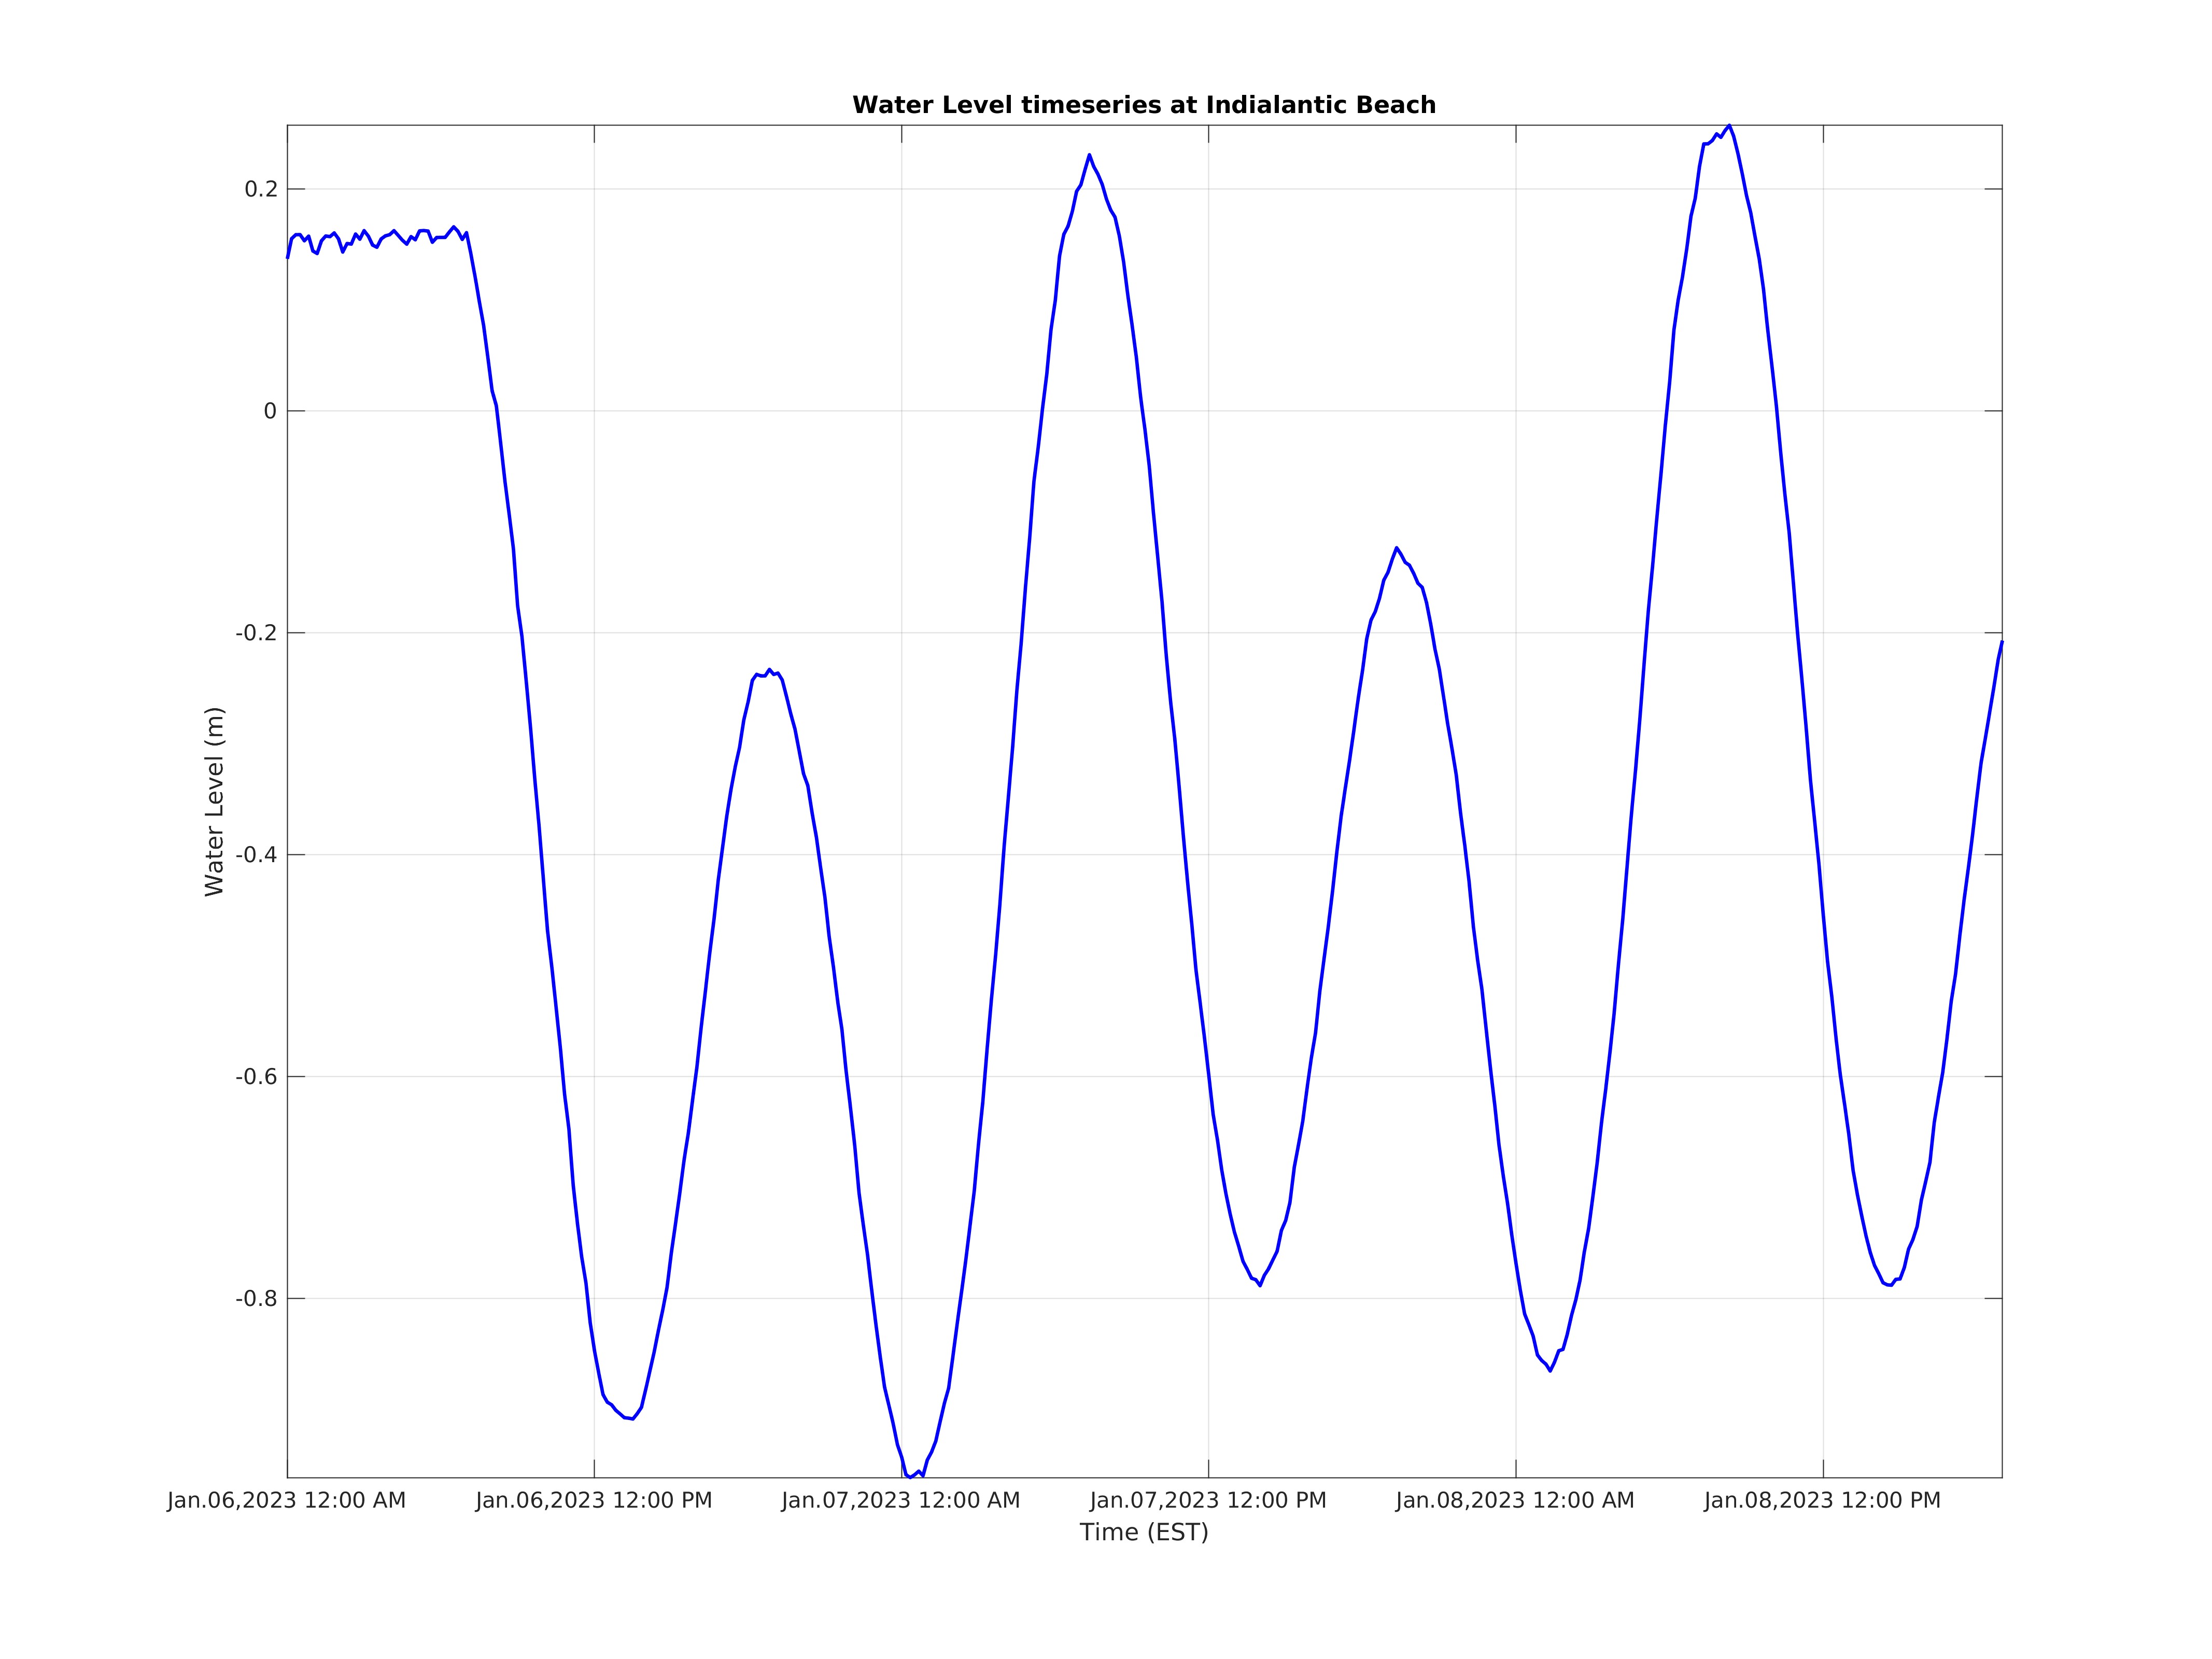 Water Level timeseries at Indialantic Beach
0.2
0
-0.2
-0.4
-0.6
-0.8
Water Level (m)
Jan.06,2023 12:00 AM
Jan.06,2023 12:00 PM
Jan.07,2023 12:00 AM
Jan.07,2023 12:00 PM
Jan.08,2023 12:00 AM
Jan.08,2023 12:00 PM
Time (EST)